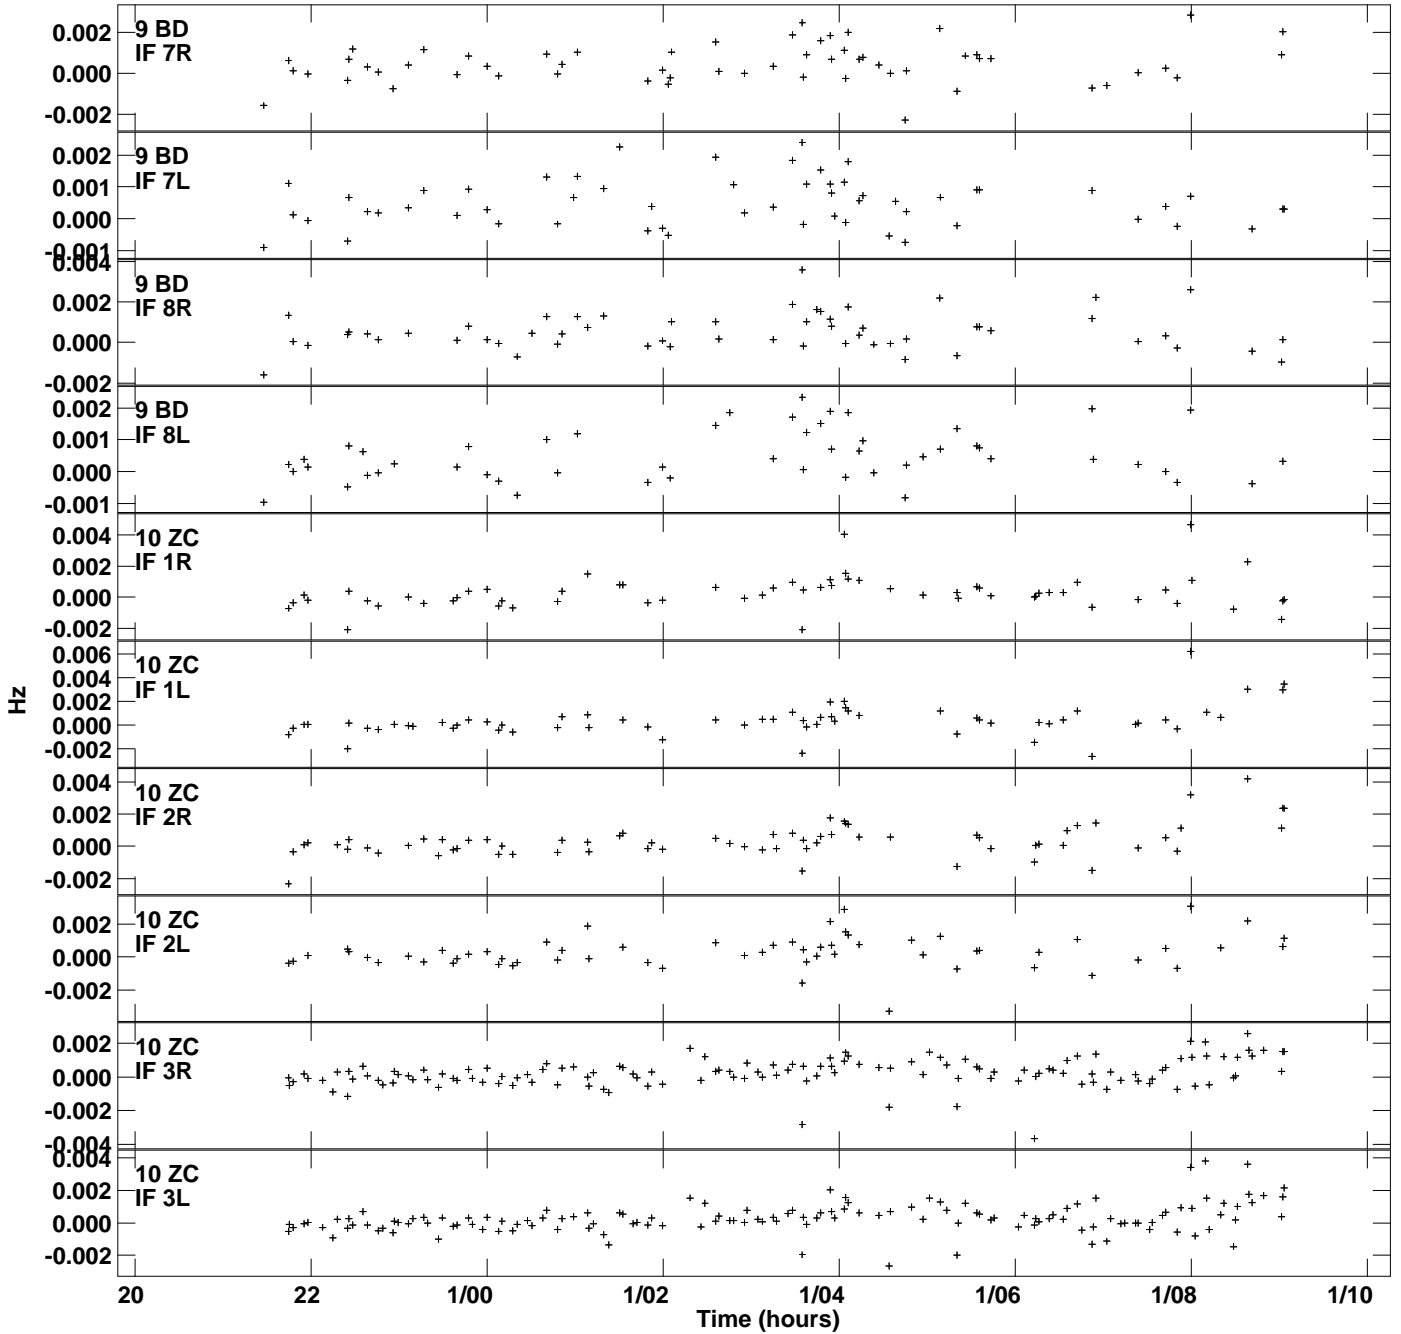 9 BD
IF 7R
0.002
0.000
-0.002
9 BD
IF 7L
0.002
0.001
0.000
-0.001
9 BD
IF 8R
0.004
0.002
0.000
-0.002
9 BD
IF 8L
0.002
0.001
0.000
-0.001
10 ZC
IF 1R
0.004
0.002
0.000
-0.002
10 ZC
IF 1L
0.006
0.004
0.002
0.000
-0.002
10 ZC
IF 2R
0.004
0.002
0.000
-0.002
10 ZC
IF 2L
0.002
0.000
-0.002
10 ZC
IF 3R
0.002
0.000
-0.002
-0.004
10 ZC
IF 3L
0.004
0.002
0.000
-0.002
Hz
20 22 1/00 1/02 1/04 1/06 1/08 1/10
Time (hours)